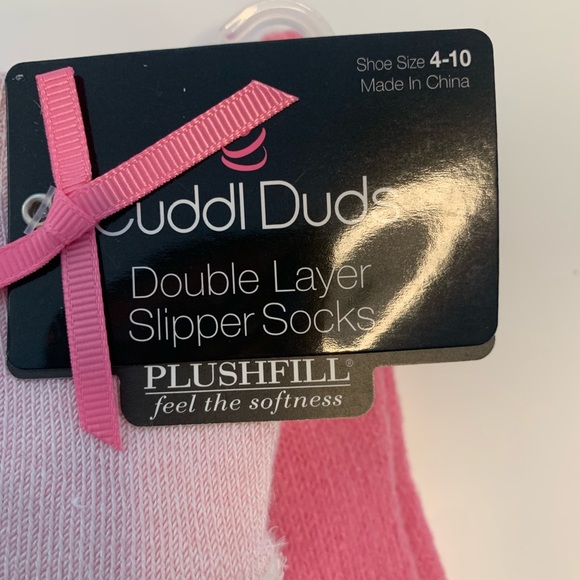 Shoe Size 4-10
Made In China
Cuddl Duds
Double Layer
Slipper Socks
PLUSHFILL®
feel the softness